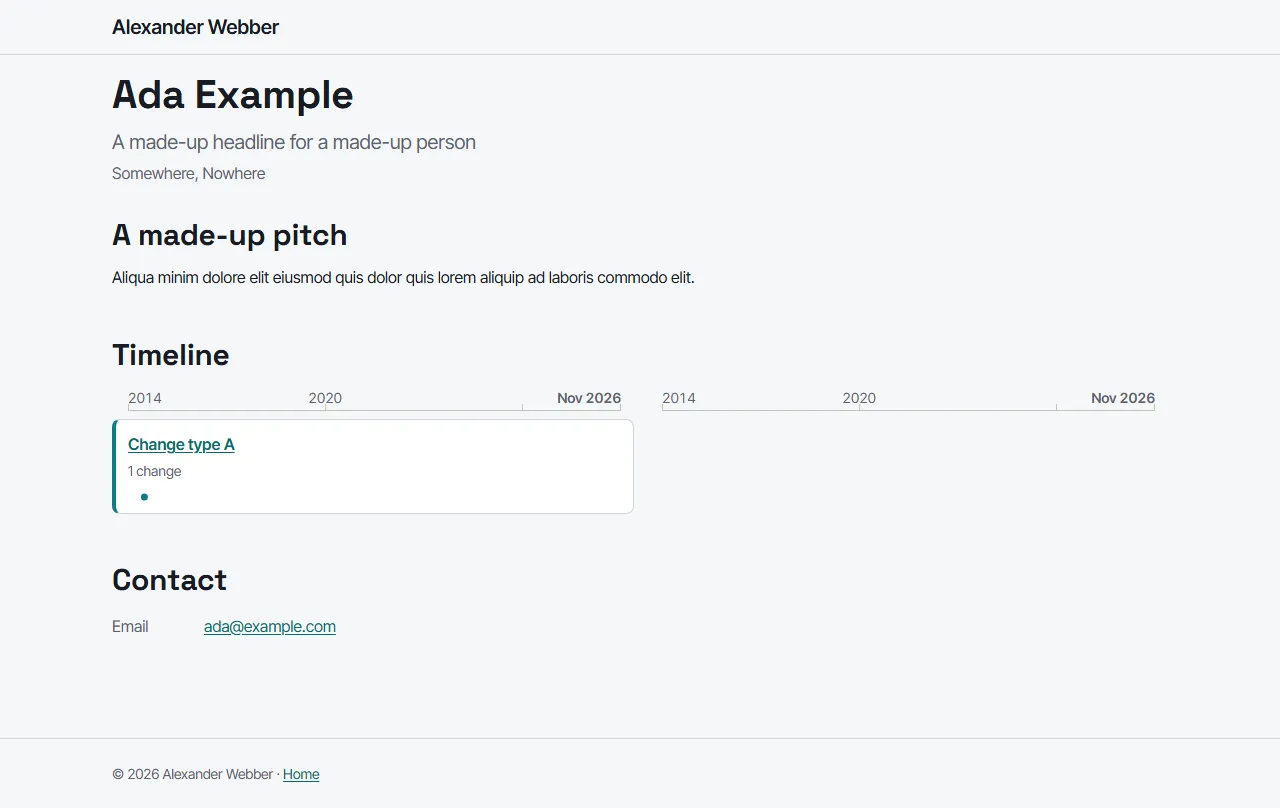 Alexander Webber
Ada Example
A made-up headline for a made-up person
Somewhere, Nowhere
A made-up pitch
Aliqua minim dolore elit eiusmod quis dolor quis lorem aliquip ad laboris commodo elit.
Timeline
2014 2020 Nov 2026 2014 2020 Nov 2026
Change type A
1 change
Contact
Email ada@example.com
© 2026 Alexander Webber · Home